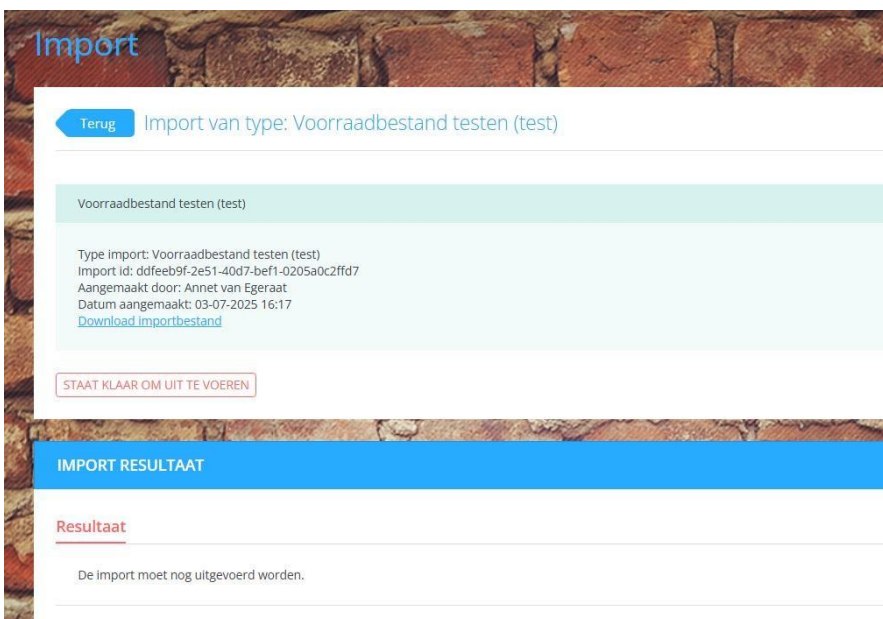 Import
Terug
Import van type: Voorraadbestand testen (test)
Voorraadbestand testen (test)
Type import: Voorraadbestand testen (test)
Import id: ddfeeb9f-2e51-40d7-bef1-0205a0c2ffd7
Aangemaakt door: Annet van Egeraat
Datum aangemaakt: 03-07-2025 16:17
Download importbestand
STAAT KLAAR OM UIT TE VOEREN
IMPORT RESULTAAT
Resultaat
De import moet nog uitgevoerd worden.